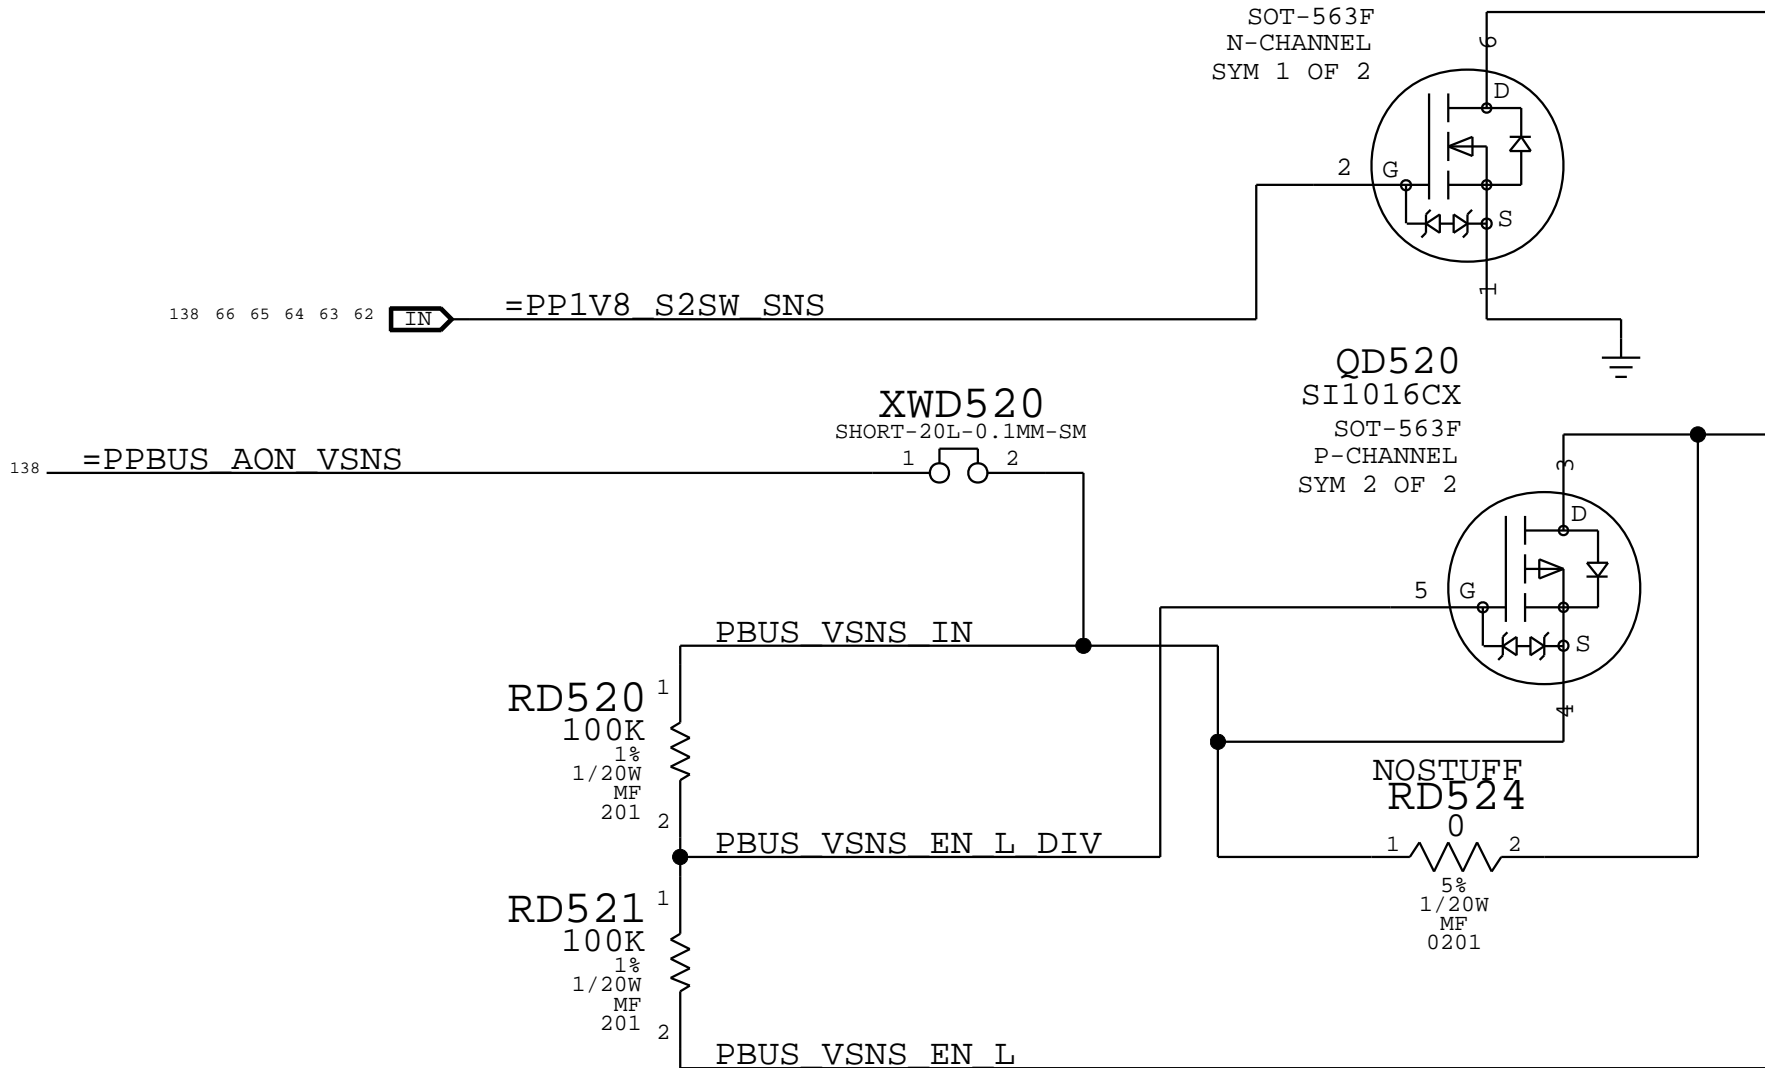 SOT-563F
N-CHANNEL
SYM 1 OF 2
6
D
2
G
S
1
138 66 65 64 63 62
IN
=PP1V8_S2SW_SNS
QD520
SI1016CX
SOT-563F
P-CHANNEL
SYM 2 OF 2
XWD520
SHORT-20L-0.1MM-SM
1 2
138
=PPBUS_AON_VSNS
3
D
5
G
S
4
PBUS_VSNS_IN
RD520
100K
1%
1/20W
MF
201
1
2
PBUS_VSNS_EN_L_DIV
NOSTUFF
RD524
0
1 2
5%
1/20W
MF
0201
RD521
100K
1%
1/20W
MF
201
1
2
PBUS_VSNS_EN_L